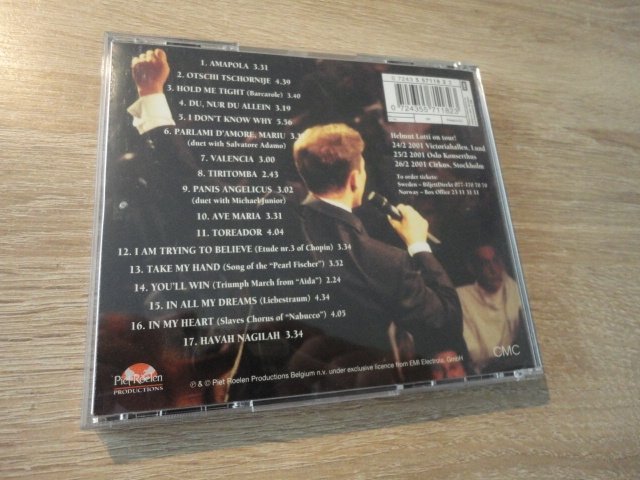 1. AMAPOLA 3.31
2. OTSCHI TSCHORNIJE 4.39
3. HOLD ME TIGHT (Barcarole) 3.40
4. DU, NUR DU ALLEIN 3.19
5. I DON'T KNOW WHY 5.56
6. PARLAMI D'AMORE, MARIU
(duet with Salvatore Adamo)
7. VALENCIA 3.00
8. TIRITOMBA 2.43
9. PANIS ANGELICUS 3.02
(duet with Michael Junior)
10. AVE MARIA 3.31
11. TOREADOR 4.04
12. I AM TRYING TO BELIEVE (Etude nr.3 of Chopin) 3.34
13. TAKE MY HAND (Song of the "Pearl Fischer") 3.52
14. YOU'LL WIN (Triumph March from "Aida") 2.24
15. IN ALL MY DREAMS (Liebestraum) 4.34
16. IN MY HEART (Slaves Chorus of "Nabucco") 4.05
17. HAVAH NAGILAH 3.34
Helmut Lotti on tour!
24/2 2001 Victoriahallen, Lund
25/2 2001 Oslo Konserthus
26/2 2001 Cirkus, Stockholm
To order tickets:
Sweden - BiljettDirekt
Norway - Box Office
Piet Roelen
PRODUCTIONS
℗ & © Piet Roelen Productions Belgium n.v. under exclusive licence from EMI Electrola, GmbH
CMC